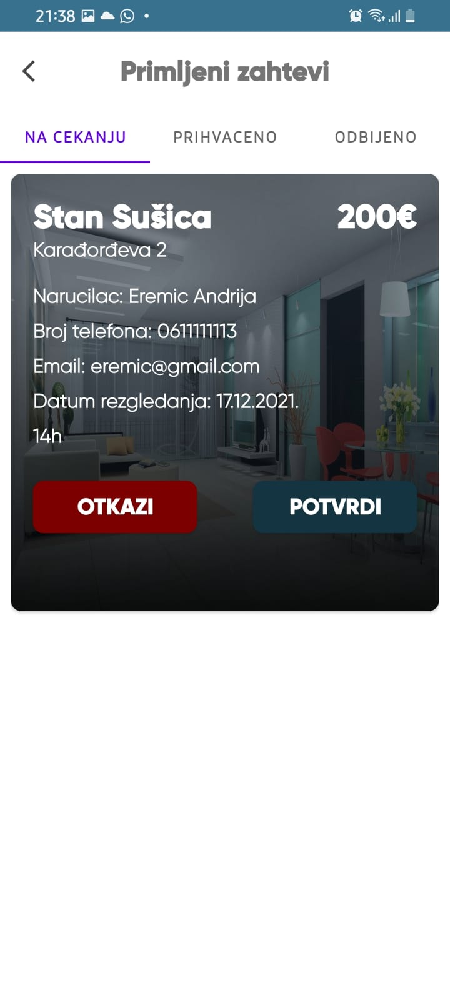 21:38
Primljeni zahtevi
NA CEKANJU PRIHVACENO ODBIJENO
Stan Sušica 200€
Karađorđeva 2
Narucilac: Eremic Andrija
Broj telefona: 0611111113
Email: eremic@gmail.com
Datum rezgledanja: 17.12.2021.
14h
OTKAZI POTVRDI